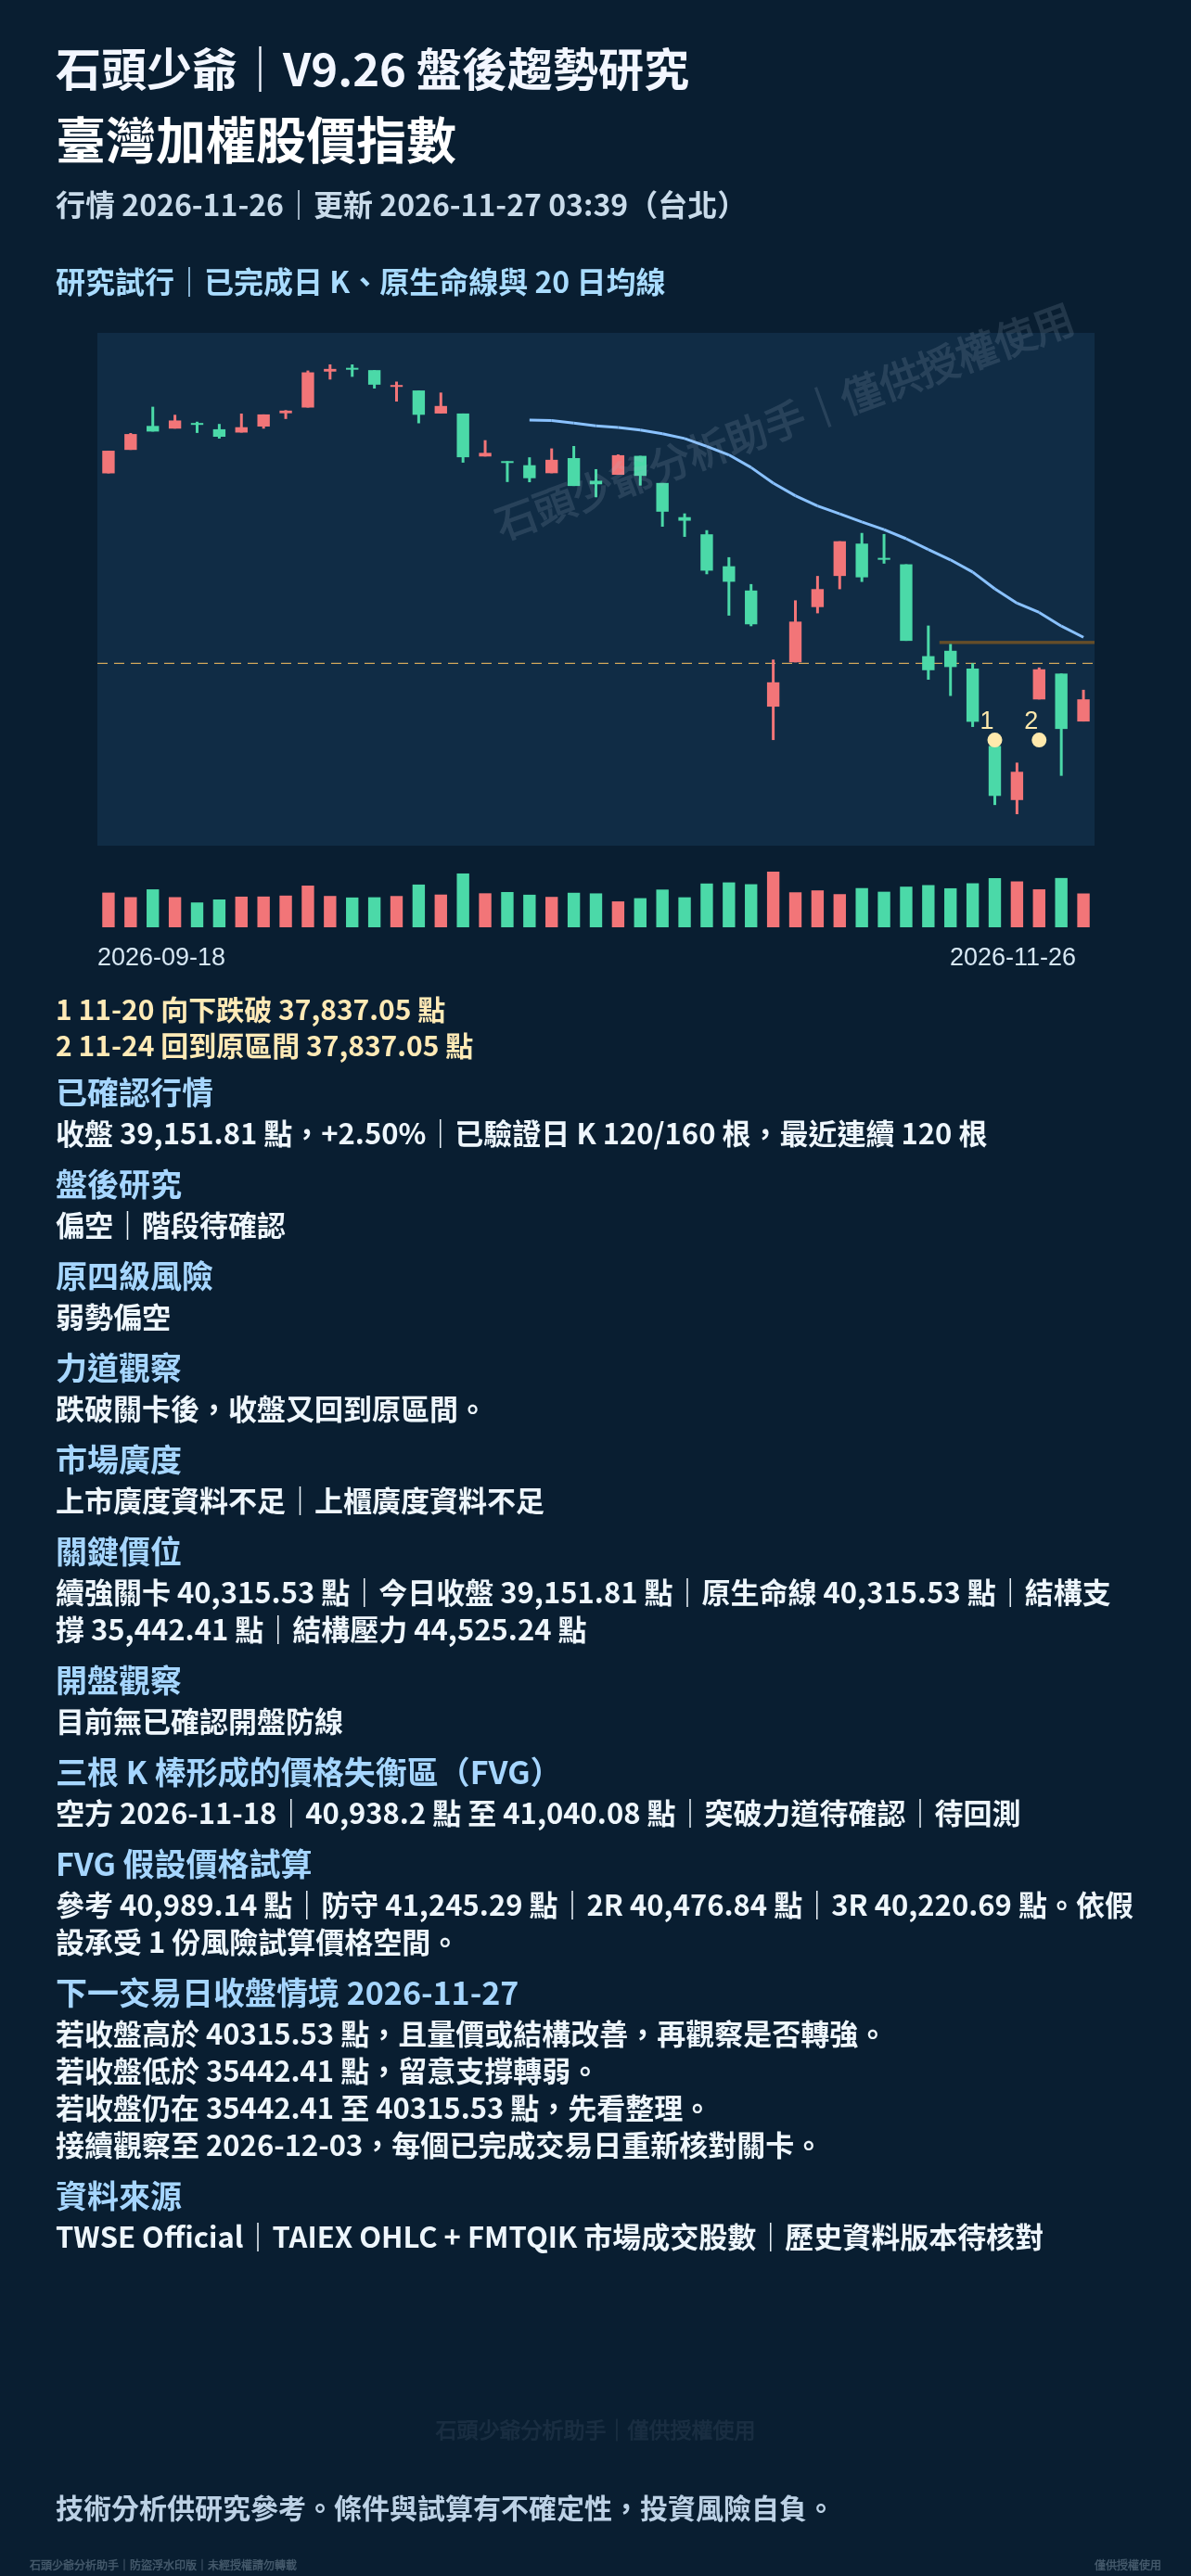 石頭少爺｜V9.26 盤後趨勢研究
臺灣加權股價指數
行情 2026-11-26｜更新 2026-11-27 03:39（台北）
研究試行｜已完成日 K、原生命線與 20 日均線
石頭少爺分析助手｜僅供授權使用
1
2
2026-09-18
2026-11-26
1 11-20 向下跌破 37,837.05 點
2 11-24 回到原區間 37,837.05 點
已確認行情
收盤 39,151.81 點，+2.50%｜已驗證日 K 120/160 根，最近連續 120 根
盤後研究
偏空｜階段待確認
原四級風險
弱勢偏空
力道觀察
跌破關卡後，收盤又回到原區間。
市場廣度
上市廣度資料不足｜上櫃廣度資料不足
關鍵價位
續強關卡 40,315.53 點｜今日收盤 39,151.81 點｜原生命線 40,315.53 點｜結構支
撐 35,442.41 點｜結構壓力 44,525.24 點
開盤觀察
目前無已確認開盤防線
三根 K 棒形成的價格失衡區（FVG）
空方 2026-11-18｜40,938.2 點 至 41,040.08 點｜突破力道待確認｜待回測
FVG 假設價格試算
參考 40,989.14 點｜防守 41,245.29 點｜2R 40,476.84 點｜3R 40,220.69 點。依假
設承受 1 份風險試算價格空間。
下一交易日收盤情境 2026-11-27
若收盤高於 40315.53 點，且量價或結構改善，再觀察是否轉強。
若收盤低於 35442.41 點，留意支撐轉弱。
若收盤仍在 35442.41 至 40315.53 點，先看整理。
接續觀察至 2026-12-03，每個已完成交易日重新核對關卡。
資料來源
TWSE Official｜TAIEX OHLC + FMTQIK 市場成交股數｜歷史資料版本待核對
石頭少爺分析助手｜僅供授權使用
技術分析供研究參考。條件與試算有不確定性，投資風險自負。
石頭少爺分析助手｜防盜浮水印版｜未經授權請勿轉載
僅供授權使用